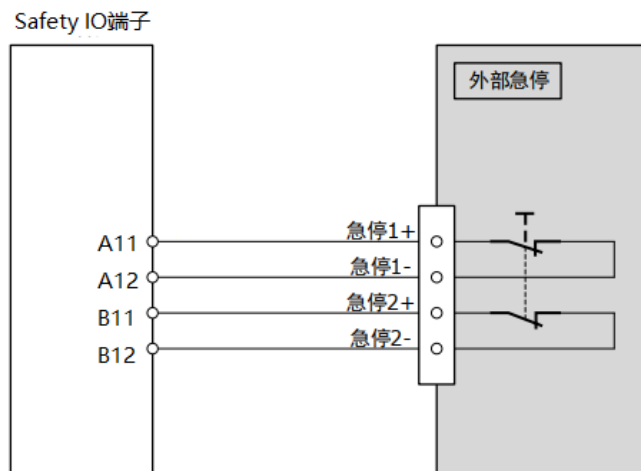 Safety IO端子
外部急停
A11
急停1+
A12
急停1-
B11
急停2+
B12
急停2-